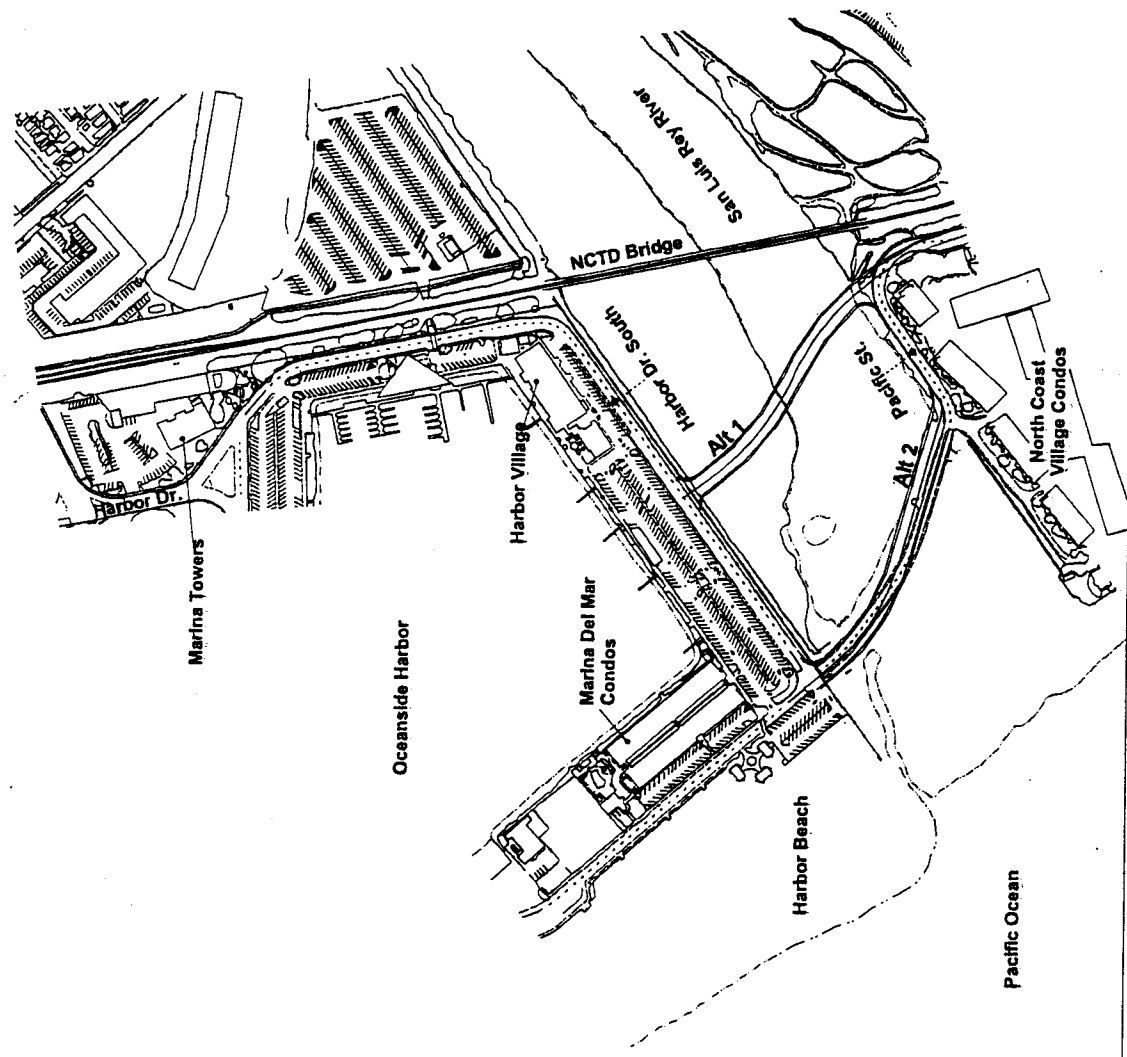 San Luis Rey River
NCTD Bridge
Harbor Dr. South
Pacific St.
Alt 1
Alt 2
North Coast
Village Condos
Harbor Village
Harbor Dr.
Marina Towers
Marina Del Mar
Condos
Oceanside Harbor
Harbor Beach
Pacific Ocean